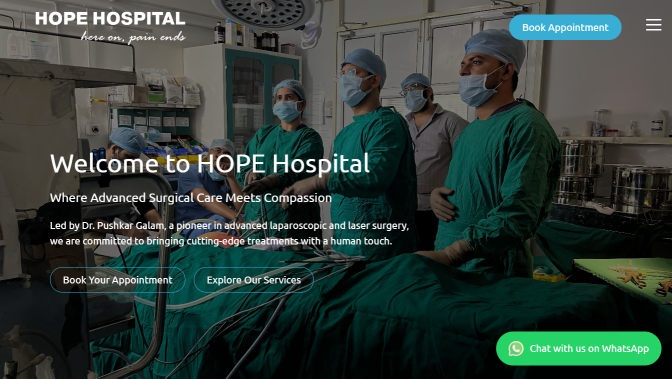 HOPE HOSPITAL
here on, pain ends
Book Appointment
Welcome to HOPE Hospital
Where Advanced Surgical Care Meets Compassion
Led by Dr. Pushkar Galam, a pioneer in advanced laparoscopic and laser surgery,
we are committed to bringing cutting-edge treatments with a human touch.
Book Your Appointment
Explore Our Services
Chat with us on WhatsApp